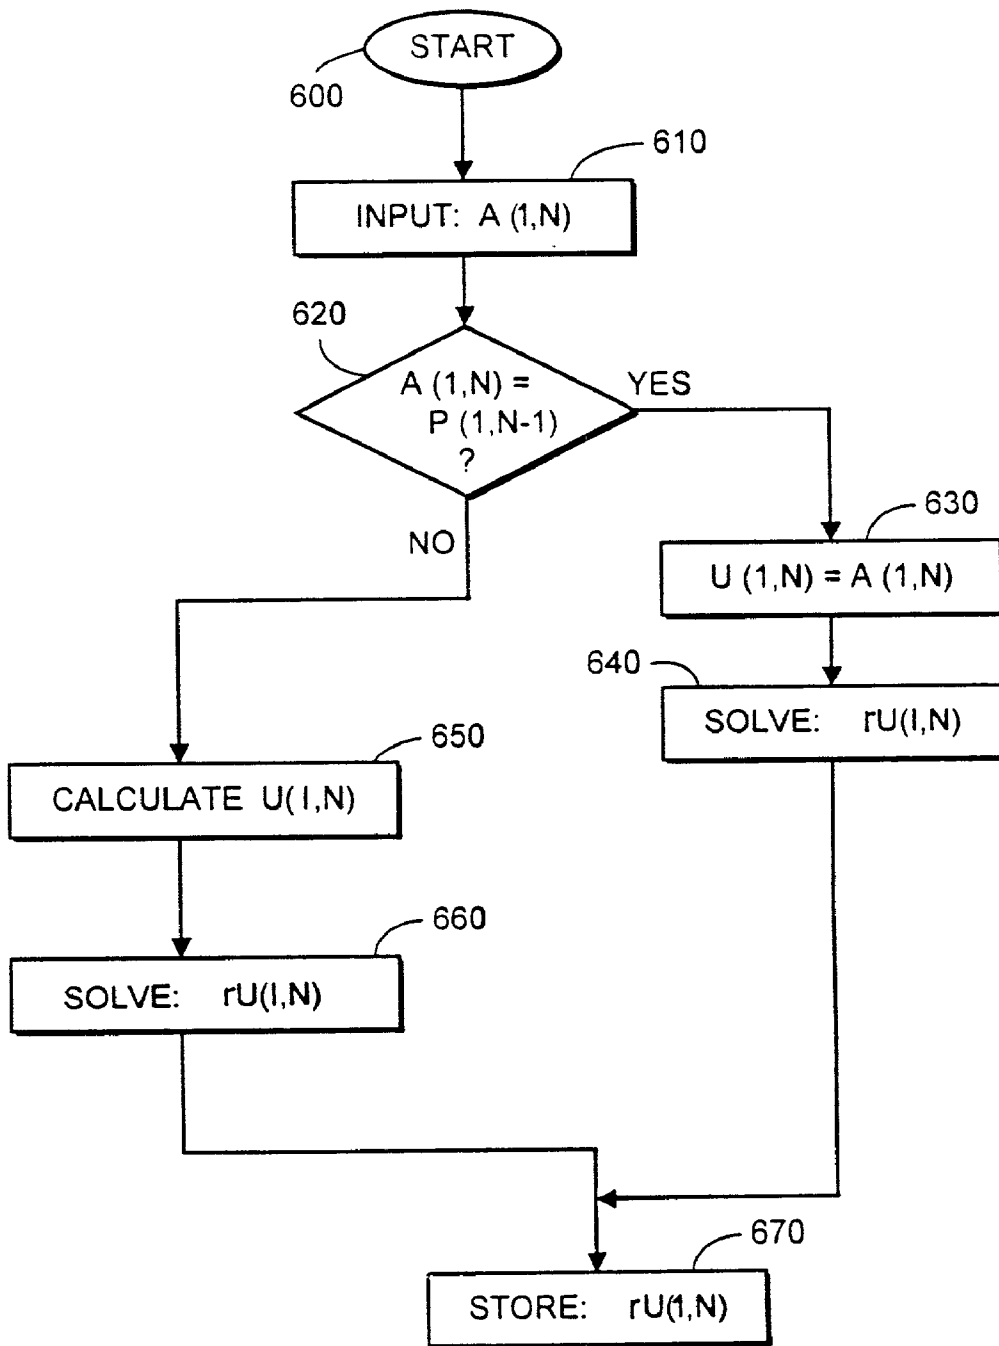 START
600
610
INPUT: A (1,N)
620
A (1,N) =
P (1,N-1)
?
YES
NO
630
U (1,N) = A (1,N)
640
SOLVE: rU(I,N)
650
CALCULATE U( I,N)
660
SOLVE: rU(I,N)
670
STORE: rU(1,N)